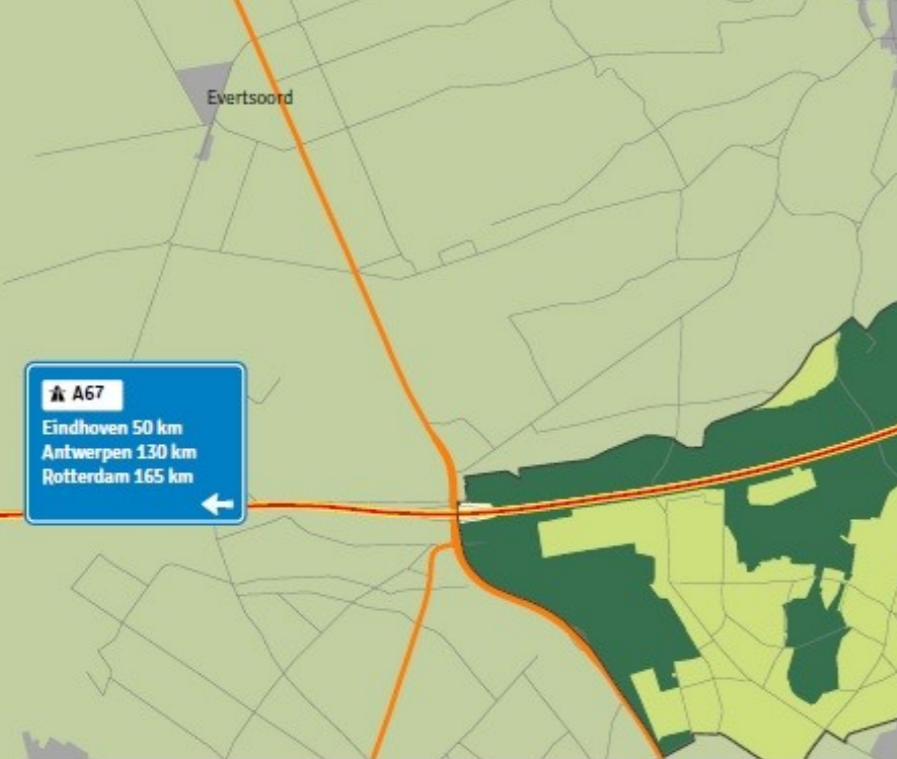 Evertsoord
A67
Eindhoven 50 km
Antwerpen 130 km
Rotterdam 165 km